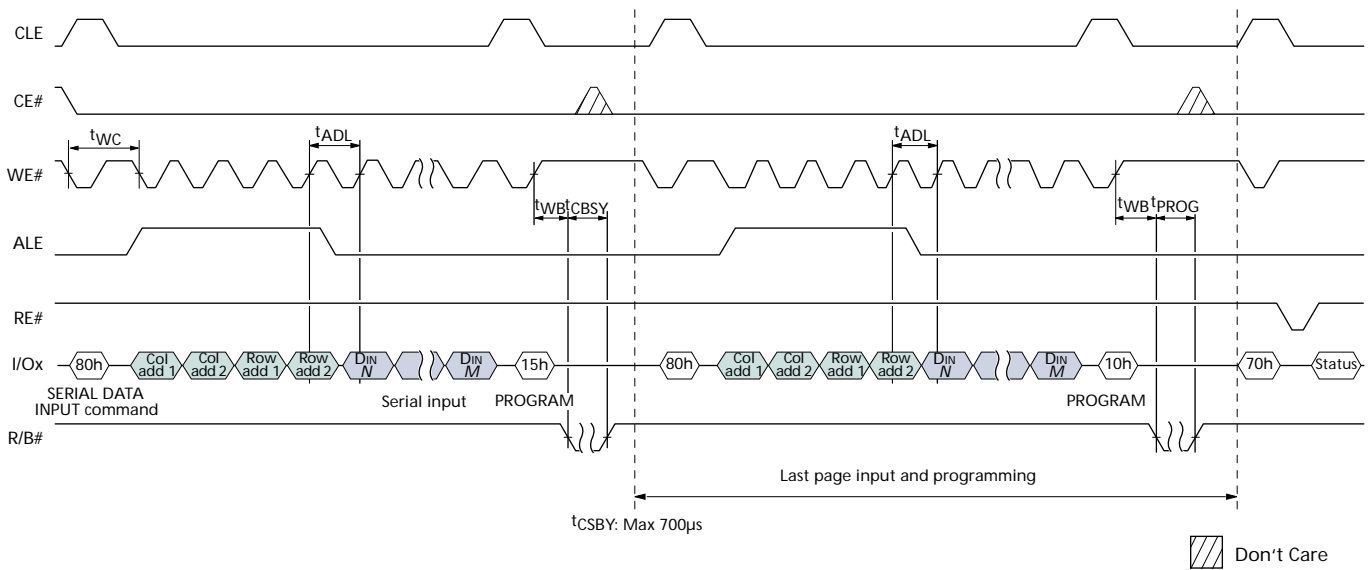 CLE
CE#
tWC
tADL
tADL
WE#
tWB tCBSY
tWB tPROG
ALE
RE#
I/Ox
80h
Col add 1
Col add 2
Row add 1
Row add 2
DIN N
DIN M
15h
80h
Col add 1
Col add 2
Row add 1
Row add 2
DIN N
DIN M
10h
70h
Status
SERIAL DATA
INPUT command
Serial input
PROGRAM
PROGRAM
R/B#
Last page input and programming
tCSBY: Max 700µs
Don't Care